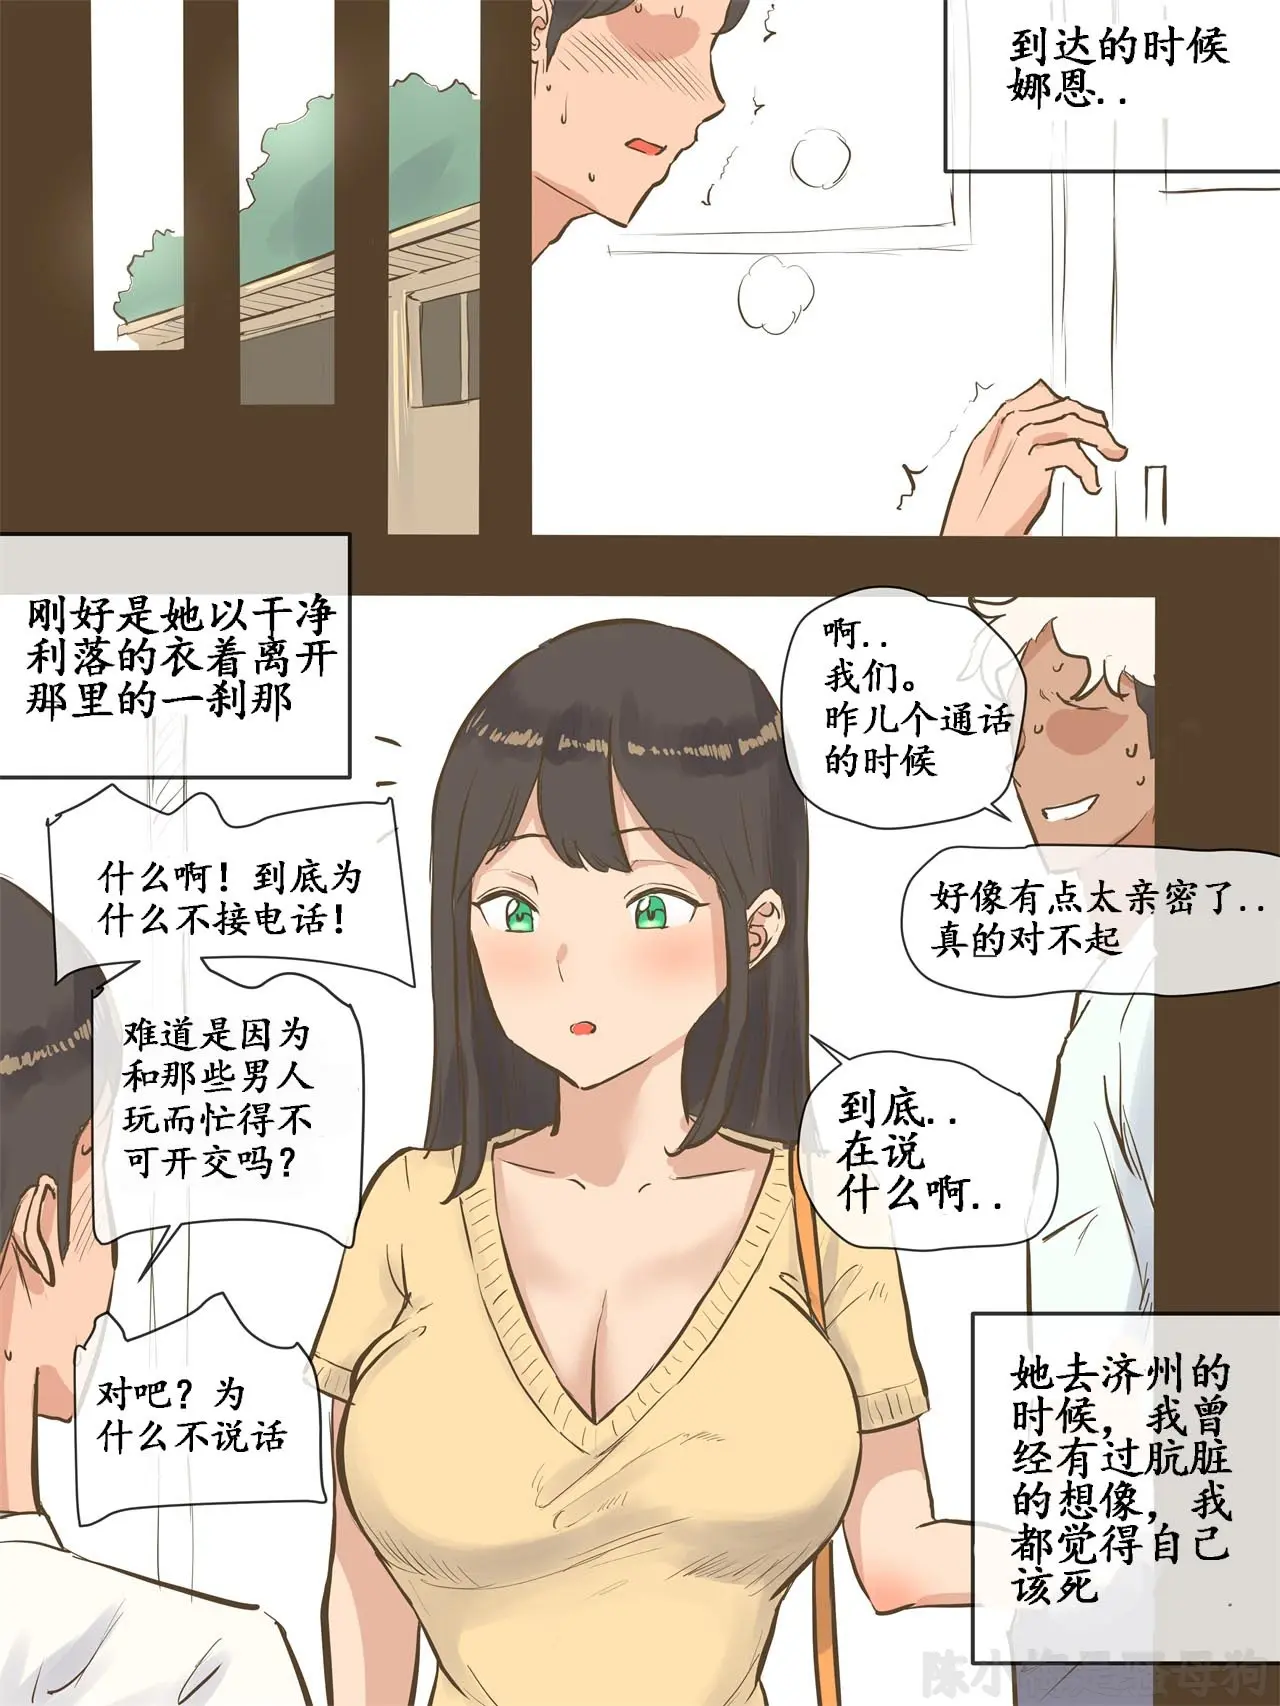 到达的时候
娜恩..
刚好是她以干净
利落的衣着离开
那里的一刹那
啊..
我们。
昨儿个通话
的时候
好像有点太亲密了..
真的对不起
什么啊！到底为
什么不接电话！
难道是因为
和那些男人
玩而忙得不
可开交吗？
到底..
在说
什么啊..
对吧？为
什么不说话
她去济州的
时候，我曾
经有过肮脏
的想像，我
都觉得自己
该死